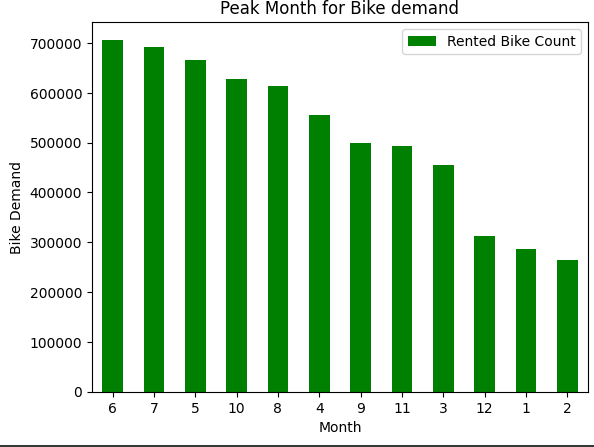 Peak Month for Bike demand
Rented Bike Count
700000
600000
500000
400000
300000
200000
100000
0
Bike Demand
6 7 5 10 8 4 9 11 3 12 1 2
Month